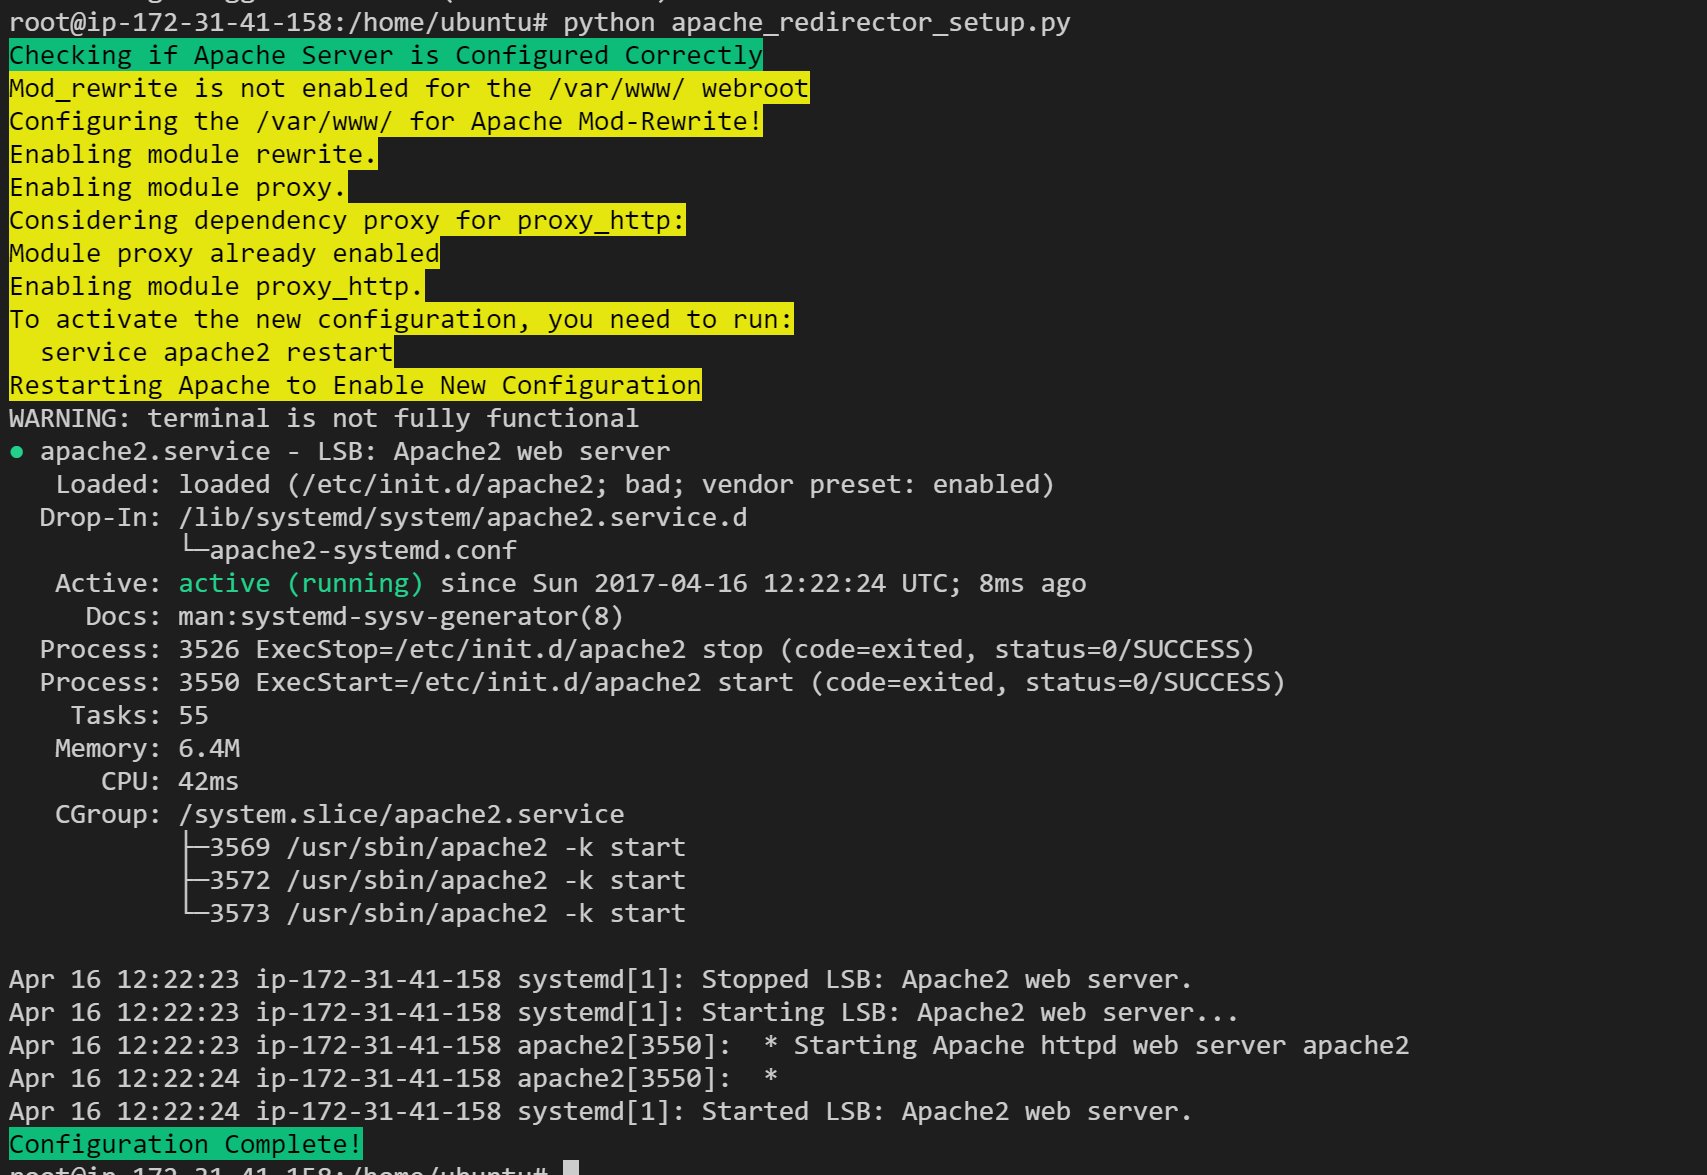 root@ip-172-31-41-158:/home/ubuntu# python apache_redirector_setup.py
Checking if Apache Server is Configured Correctly
Mod_rewrite is not enabled for the /var/www/ webroot
Configuring the /var/www/ for Apache Mod-Rewrite!
Enabling module rewrite.
Enabling module proxy.
Considering dependency proxy for proxy_http:
Module proxy already enabled
Enabling module proxy_http.
To activate the new configuration, you need to run:
  service apache2 restart
Restarting Apache to Enable New Configuration
WARNING: terminal is not fully functional
● apache2.service - LSB: Apache2 web server
   Loaded: loaded (/etc/init.d/apache2; bad; vendor preset: enabled)
  Drop-In: /lib/systemd/system/apache2.service.d
           └─apache2-systemd.conf
   Active: active (running) since Sun 2017-04-16 12:22:24 UTC; 8ms ago
     Docs: man:systemd-sysv-generator(8)
  Process: 3526 ExecStop=/etc/init.d/apache2 stop (code=exited, status=0/SUCCESS)
  Process: 3550 ExecStart=/etc/init.d/apache2 start (code=exited, status=0/SUCCESS)
    Tasks: 55
   Memory: 6.4M
      CPU: 42ms
   CGroup: /system.slice/apache2.service
           ├─3569 /usr/sbin/apache2 -k start
           ├─3572 /usr/sbin/apache2 -k start
           └─3573 /usr/sbin/apache2 -k start

Apr 16 12:22:23 ip-172-31-41-158 systemd[1]: Stopped LSB: Apache2 web server.
Apr 16 12:22:23 ip-172-31-41-158 systemd[1]: Starting LSB: Apache2 web server...
Apr 16 12:22:23 ip-172-31-41-158 apache2[3550]:  * Starting Apache httpd web server apache2
Apr 16 12:22:24 ip-172-31-41-158 apache2[3550]:  *
Apr 16 12:22:24 ip-172-31-41-158 systemd[1]: Started LSB: Apache2 web server.
Configuration Complete!
root@ip-172-31-41-158:/home/ubuntu#